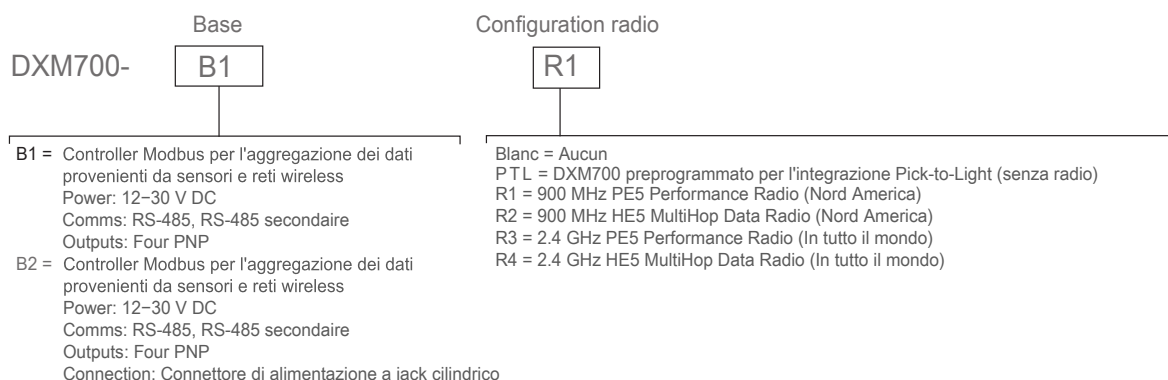 Base
Configuration radio
DXM700-
B1
R1
B1 = Controller Modbus per l'aggregazione dei dati
provenienti da sensori e reti wireless
Power: 12−30 V DC
Comms: RS-485, RS-485 secondaire
Outputs: Four PNP
B2 = Controller Modbus per l'aggregazione dei dati
provenienti da sensori e reti wireless
Power: 12−30 V DC
Comms: RS-485, RS-485 secondaire
Outputs: Four PNP
Connection: Connettore di alimentazione a jack cilindrico
Blanc = Aucun
PTL = DXM700 preprogrammato per l'integrazione Pick-to-Light (senza radio)
R1 = 900 MHz PE5 Performance Radio (Nord America)
R2 = 900 MHz HE5 MultiHop Data Radio (Nord America)
R3 = 2.4 GHz PE5 Performance Radio (In tutto il mondo)
R4 = 2.4 GHz HE5 MultiHop Data Radio (In tutto il mondo)